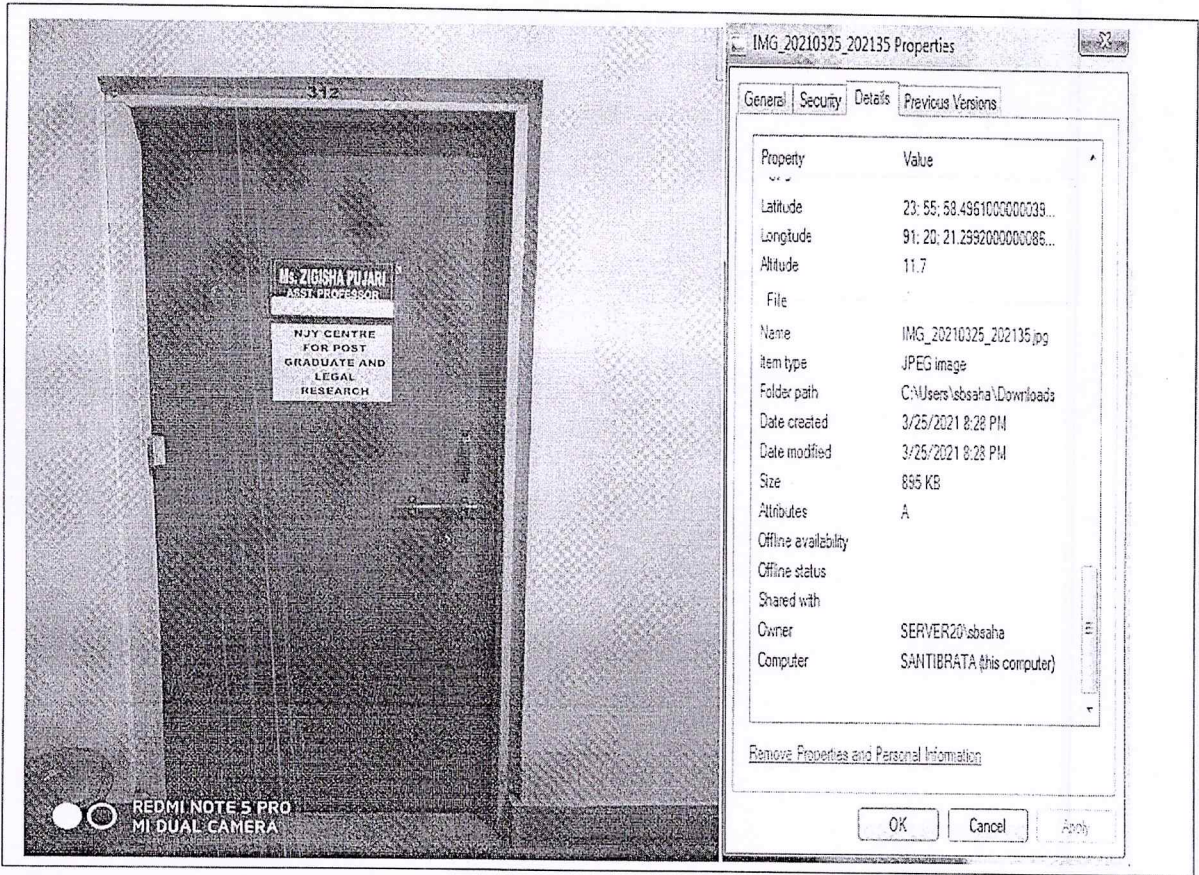 312
Ms. ZIGISHA PUJARI
ASST. PROFESSOR
NJY CENTRE
FOR POST
GRADUATE AND
LEGAL
RESEARCH
REDMI NOTE 5 PRO
MI DUAL CAMERA
IMG_20210325_202135 Properties
General Security Details Previous Versions
Property Value
Latitude 23; 55; 58.4961000000039...
Longitude 91; 20; 21.2992000000086...
Altitude 11.7
File
Name IMG_20210325_202135.jpg
Item type JPEG image
Folder path C:\Users\sbsaha\Downloads
Date created 3/25/2021 8:28 PM
Date modified 3/25/2021 8:28 PM
Size 895 KB
Attributes A
Offline availability
Offline status
Shared with
Owner SERVER20\sbsaha
Computer SANTIBRATA (this computer)
Remove Properties and Personal Information
OK Cancel Apply